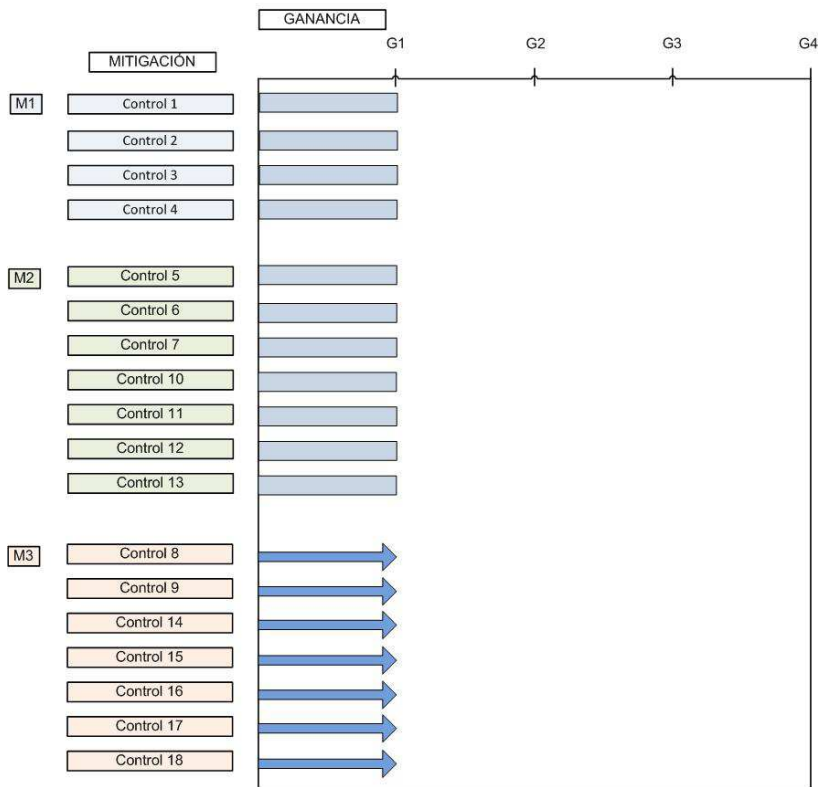 GANANCIA
G1 G2 G3 G4
MITIGACIÓN
M1 Control 1
Control 2
Control 3
Control 4
M2 Control 5
Control 6
Control 7
Control 10
Control 11
Control 12
Control 13
M3 Control 8
Control 9
Control 14
Control 15
Control 16
Control 17
Control 18